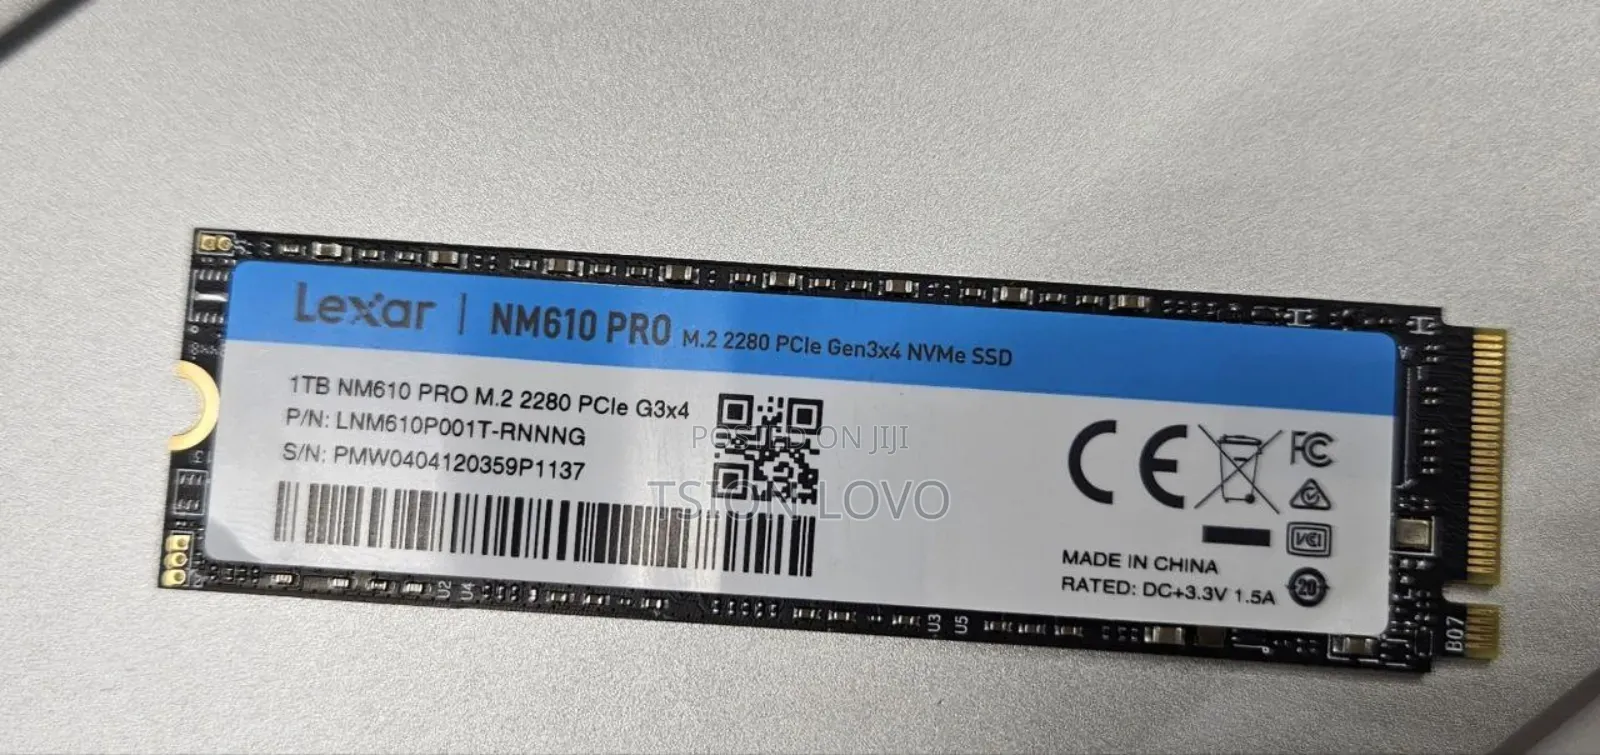 Lexar | NM610 PRO M.2 2280 PCIe Gen3x4 NVMe SSD
1TB NM610 PRO M.2 2280 PCIe G3x4
P/N: LNM610P001T-RNNNG
S/N: PMW0404120359P1137
POSTED ON JIJI
TSION LOVO
CE FC
VCI
MADE IN CHINA
RATED: DC+3.3V 1.5A
20
U2 U4
U3 U5
B07